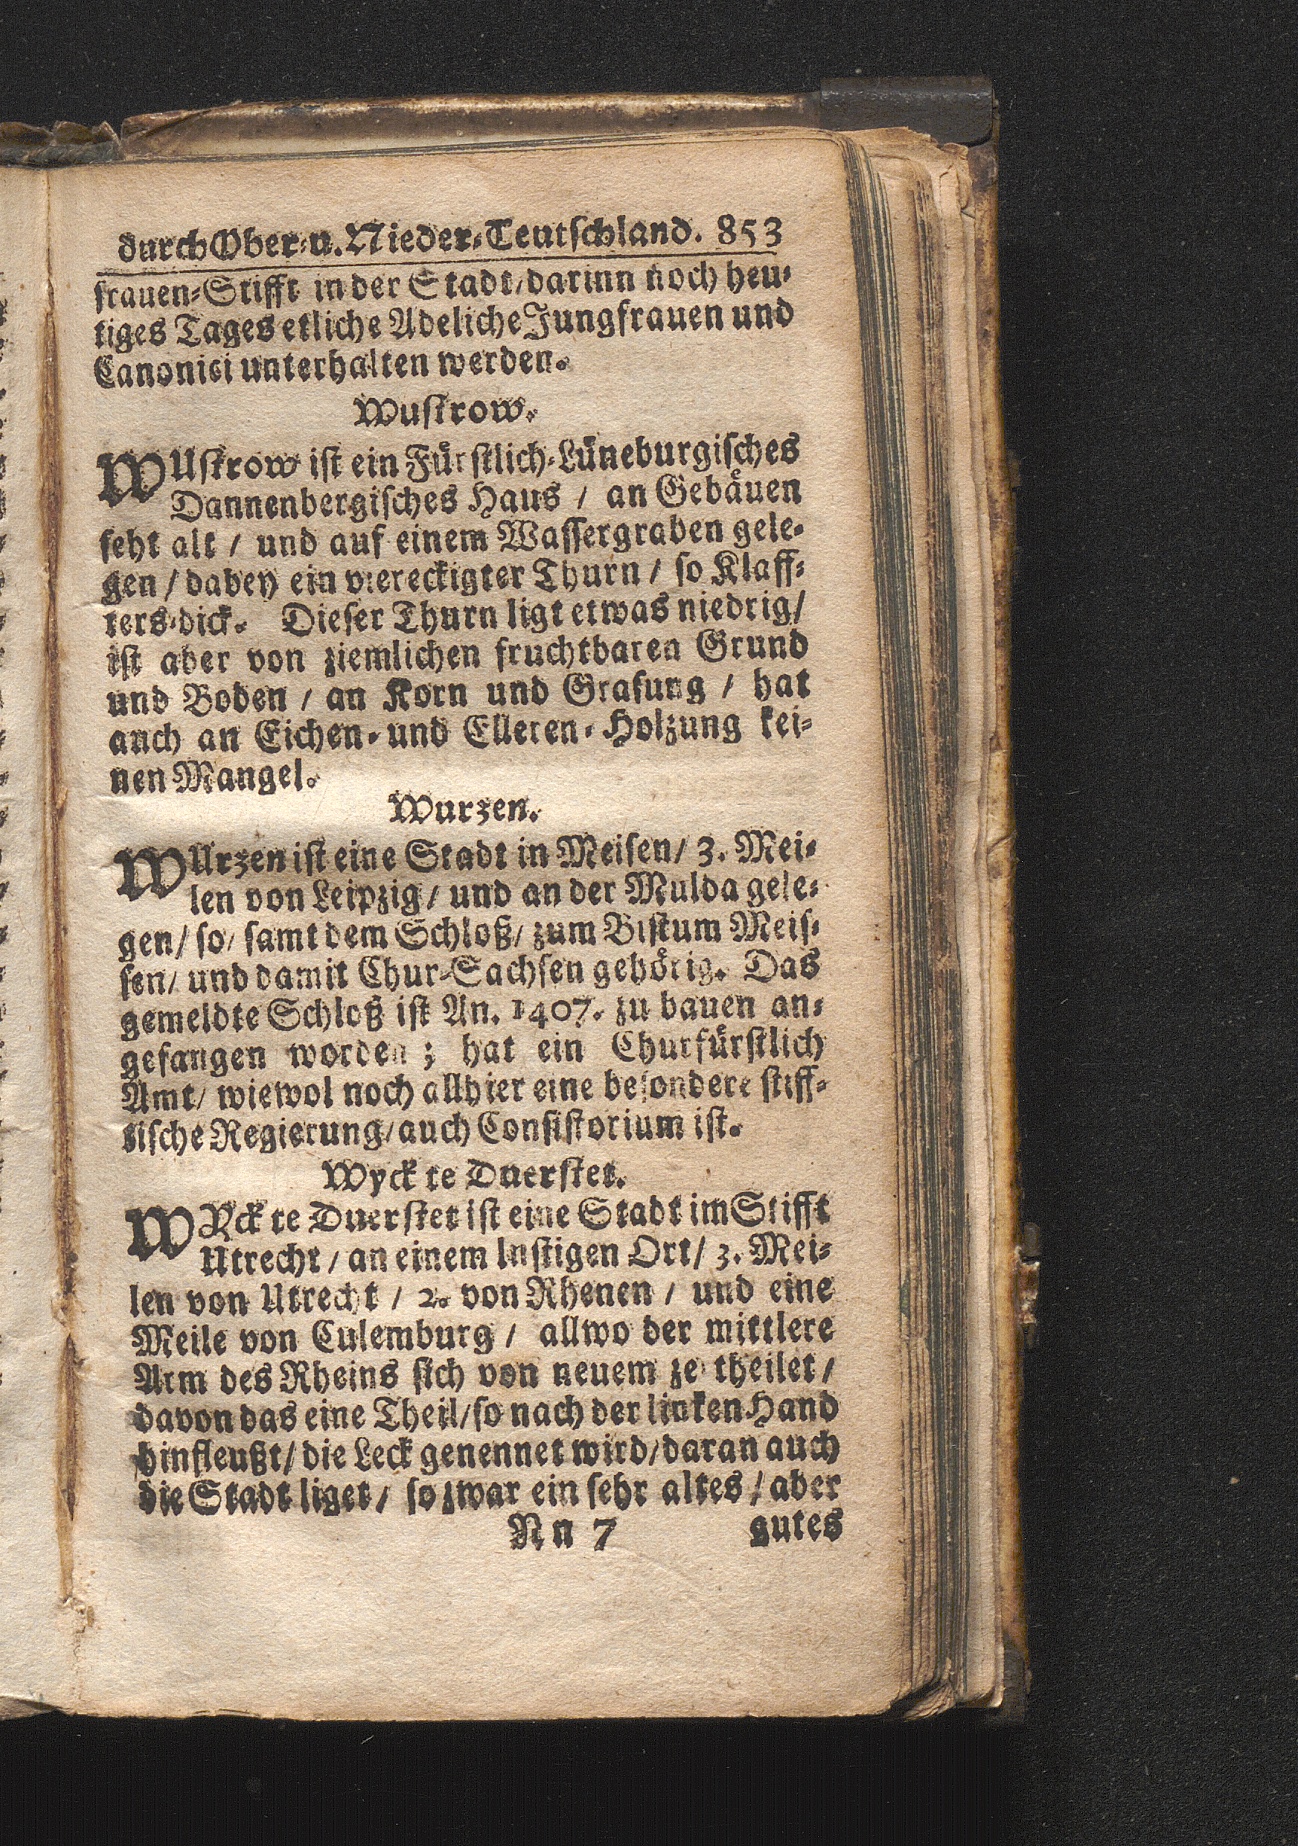 durch Ober- u. Nieder-Teutschland. 853
frauen-Stifft in der Stadt/ darinn noch heu-
tiges Tages etliche Adeliche Jungfrauen und
Canonici unterhalten werden.
Wustrow.
WUstrow ist ein Fürstlich-Lüneburgisches
Dannenbergisches Haus / an Gebäuen
seht alt / und auf einem Wassergraben gele-
gen / dabey ein viereckigter Thurn / so Klaff-
ters-dick. Dieser Thurn ligt etwas niedrig/
ist aber von ziemlichen fruchtbaren Grund
und Boden / an Korn und Grasung / hat
auch an Eichen- und Elleren-Holzung kei-
nen Mangel.
Wurzen.
WUrzen ist eine Stadt in Meisen/ 3. Mei-
len von Leipzig/ und an der Mulda gele-
gen/ so/ samt dem Schloß/ zum Bistum Meis-
sen/ und damit Chur-Sachsen gehörig. Das
gemeldte Schloß ist An. 1407. zu bauen an-
gefangen worden; hat ein Churfürstlich
Amt/ wiewol noch allhier eine besondere stiff-
tische Regierung/ auch Consistorium ist.
Wyck te Duerstet.
WYck te Duerstet ist eine Stadt im Stifft
Utrecht / an einem lustigen Ort/ 3. Mei-
len von Utrecht / 2. von Rhenen / und eine
Meile von Culemburg / allwo der mittlere
Arm des Rheins sich von neuem zertheilet /
davon das eine Theil/ so nach der linken Hand
hinfleußt/ die Leck genennet wird/ daran auch
die Stadt liget / so zwar ein sehr altes / aber
Nn 7 gutes